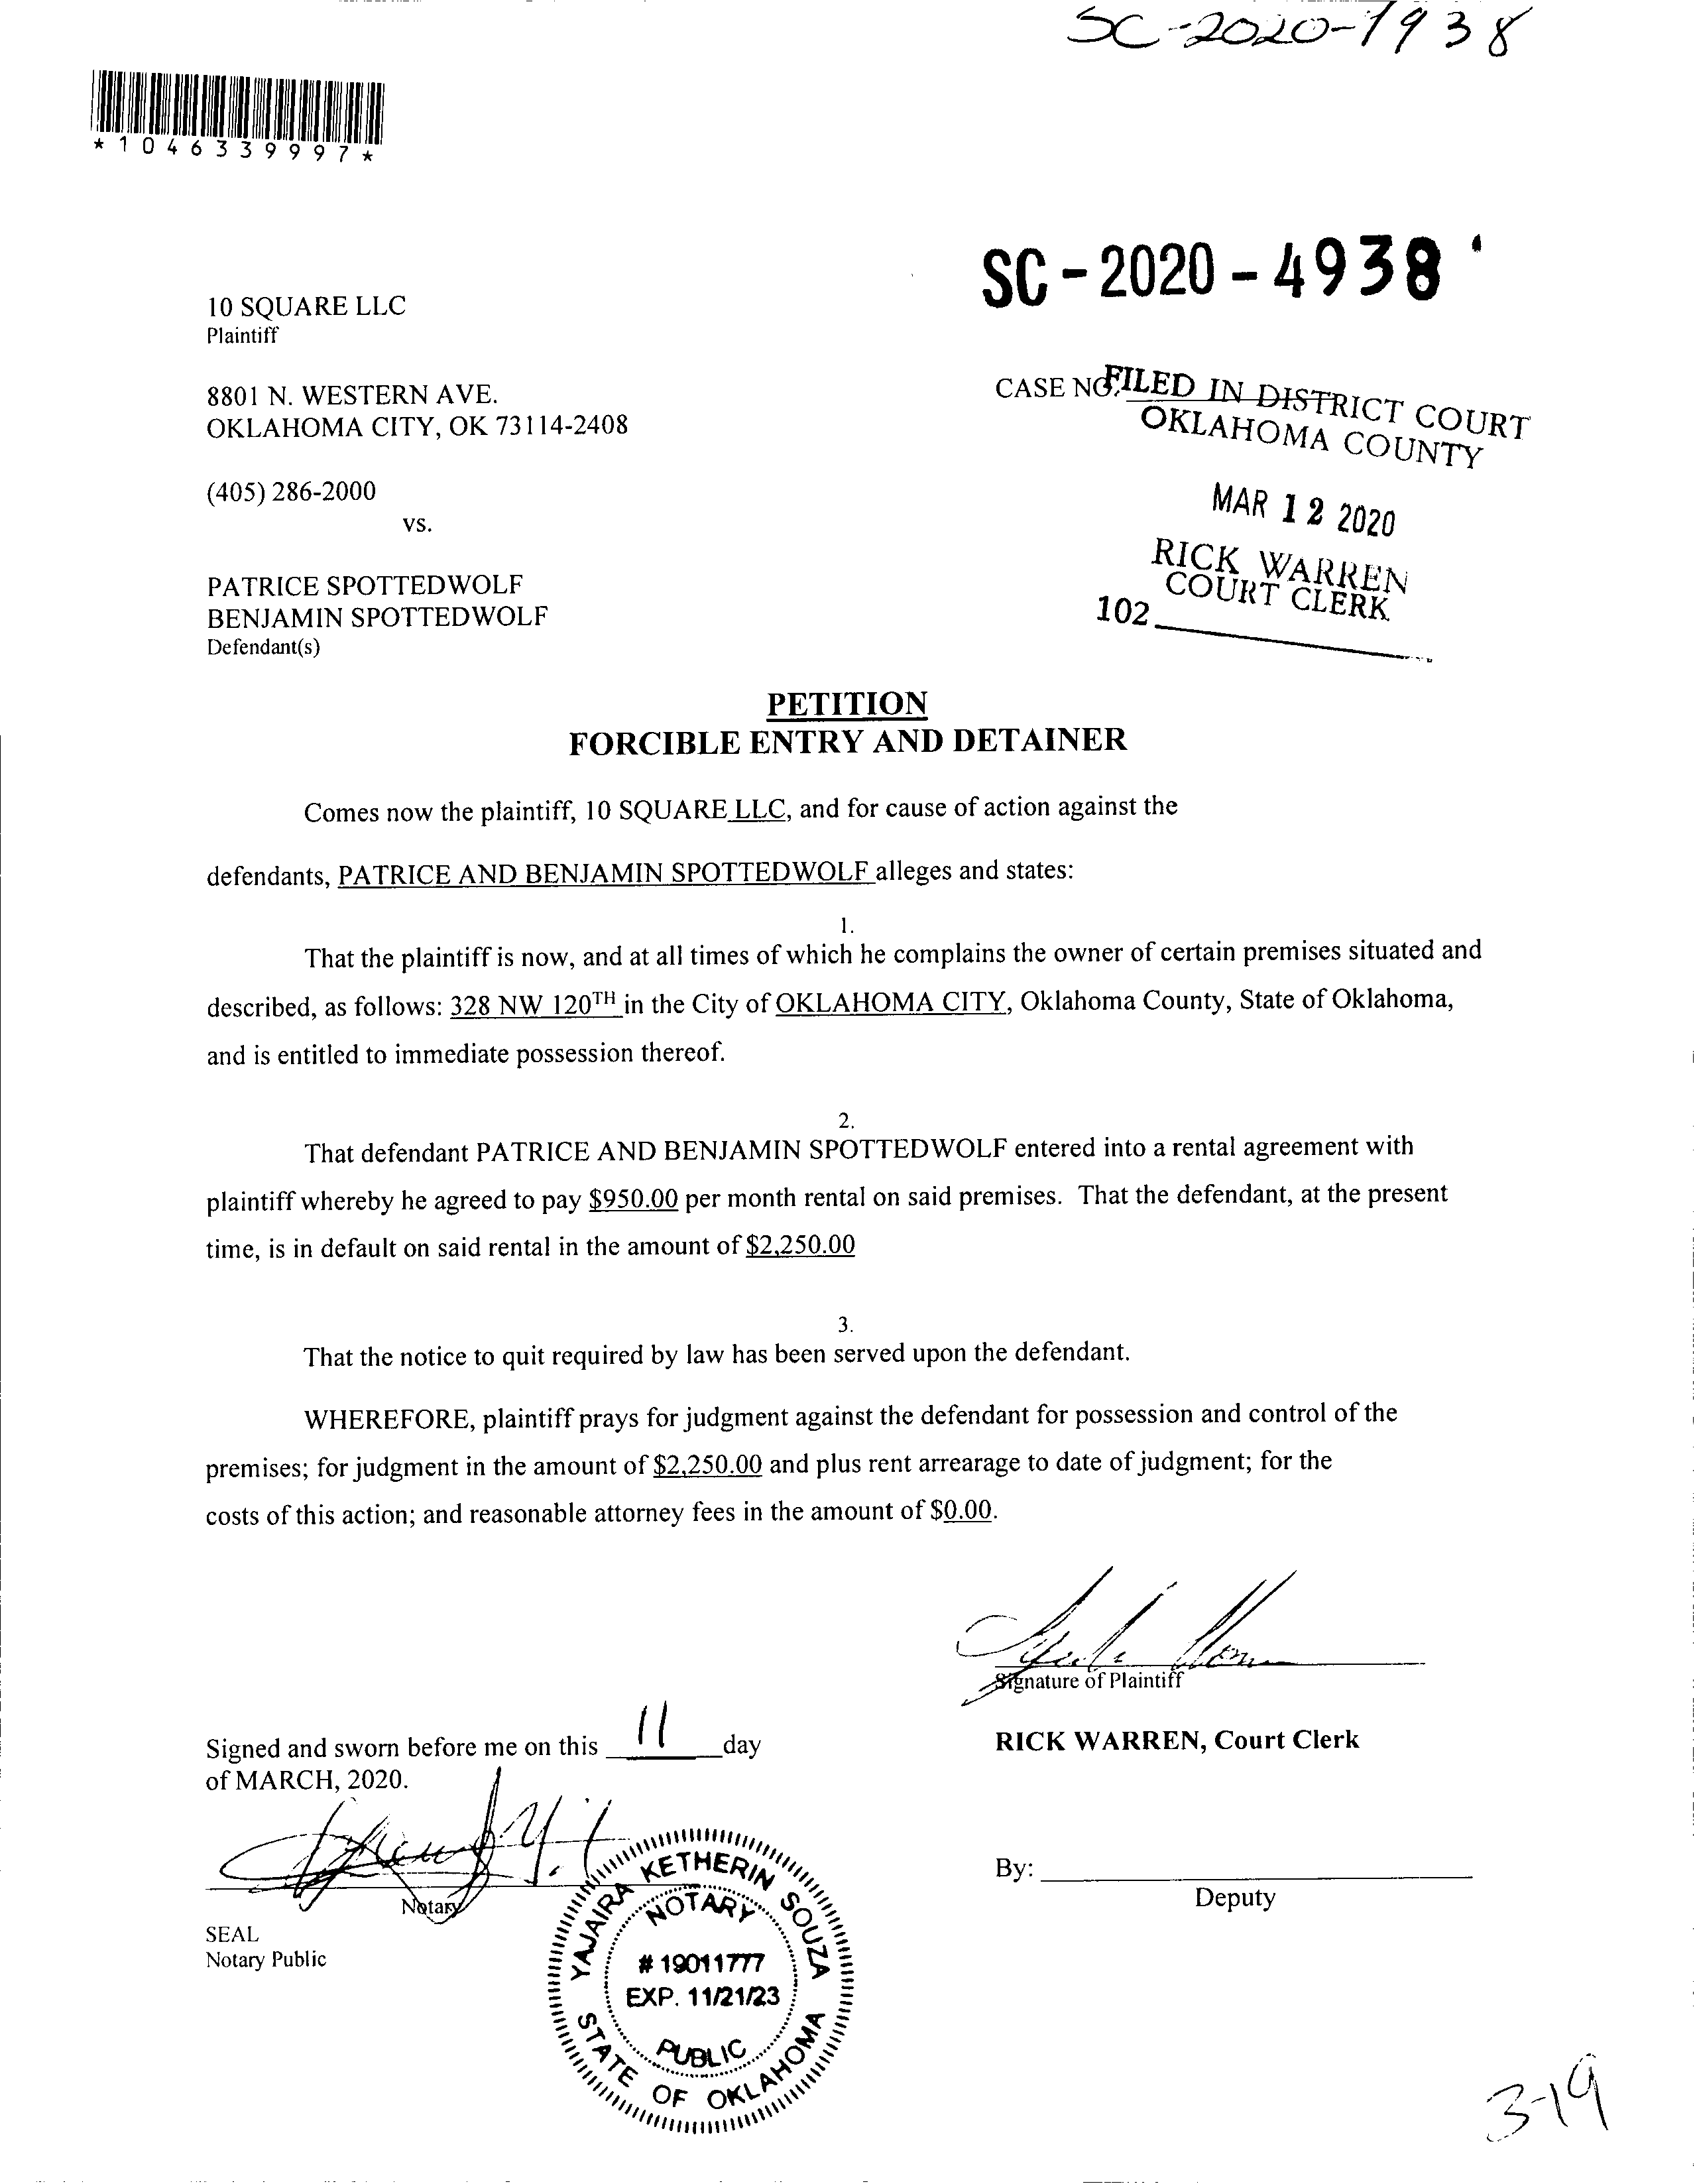 SC-2020-1938
*1046339997*
SC-2020-4938
10 SQUARE LLC
Plaintiff
8801 N. WESTERN AVE.
OKLAHOMA CITY, OK 73114-2408
(405) 286-2000
vs.
PATRICE SPOTTEDWOLF
BENJAMIN SPOTTEDWOLF
Defendant(s)
CASE NO.
FILED IN DISTRICT COURT
OKLAHOMA COUNTY
MAR 12 2020
RICK WARREN
COURT CLERK
102
PETITION
FORCIBLE ENTRY AND DETAINER
Comes now the plaintiff, 10 SQUARE LLC, and for cause of action against the
defendants, PATRICE AND BENJAMIN SPOTTEDWOLF alleges and states:
1.
That the plaintiff is now, and at all times of which he complains the owner of certain premises situated and
described, as follows: 328 NW 120TH in the City of OKLAHOMA CITY, Oklahoma County, State of Oklahoma,
and is entitled to immediate possession thereof.
2.
That defendant PATRICE AND BENJAMIN SPOTTEDWOLF entered into a rental agreement with
plaintiff whereby he agreed to pay $950.00 per month rental on said premises. That the defendant, at the present
time, is in default on said rental in the amount of $2,250.00
3.
That the notice to quit required by law has been served upon the defendant.
WHEREFORE, plaintiff prays for judgment against the defendant for possession and control of the
premises; for judgment in the amount of $2,250.00 and plus rent arrearage to date of judgment; for the
costs of this action; and reasonable attorney fees in the amount of $0.00.
Signature of Plaintiff
Signed and sworn before me on this 11 day
of MARCH, 2020.
RICK WARREN, Court Clerk
Notary
SEAL
Notary Public
YAJAIRA KETHERIN SOUZA
NOTARY
# 19011777
EXP. 11/21/23
PUBLIC
STATE OF OKLAHOMA
By:
Deputy
3-19